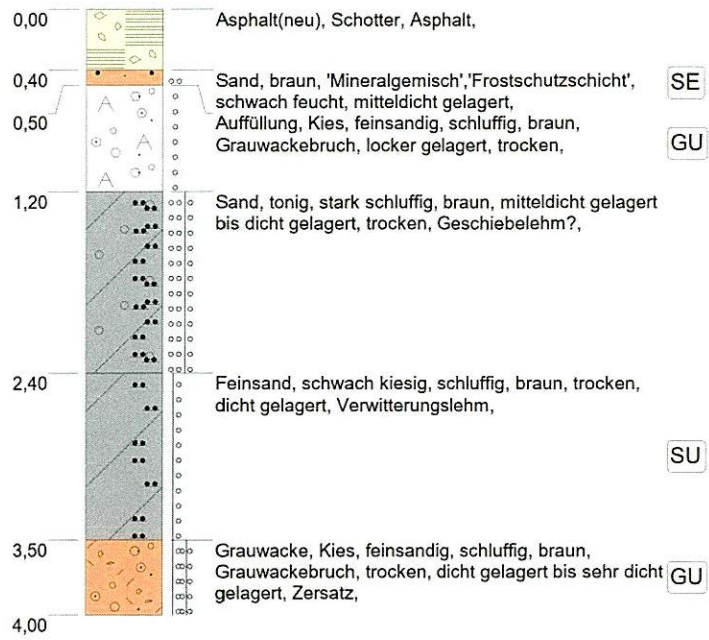 0,00
Asphalt(neu), Schotter, Asphalt,
0,40
Sand, braun, 'Mineralgemisch','Frostschutzschicht',
schwach feucht, mitteldicht gelagert,
SE
0,50
Auffüllung, Kies, feinsandig, schluffig, braun,
Grauwackebruch, locker gelagert, trocken,
GU
1,20
Sand, tonig, stark schluffig, braun, mitteldicht gelagert
bis dicht gelagert, trocken, Geschiebelehm?,
2,40
Feinsand, schwach kiesig, schluffig, braun, trocken,
dicht gelagert, Verwitterungslehm,
SU
3,50
Grauwacke, Kies, feinsandig, schluffig, braun,
Grauwackebruch, trocken, dicht gelagert bis sehr dicht
gelagert, Zersatz,
GU
4,00